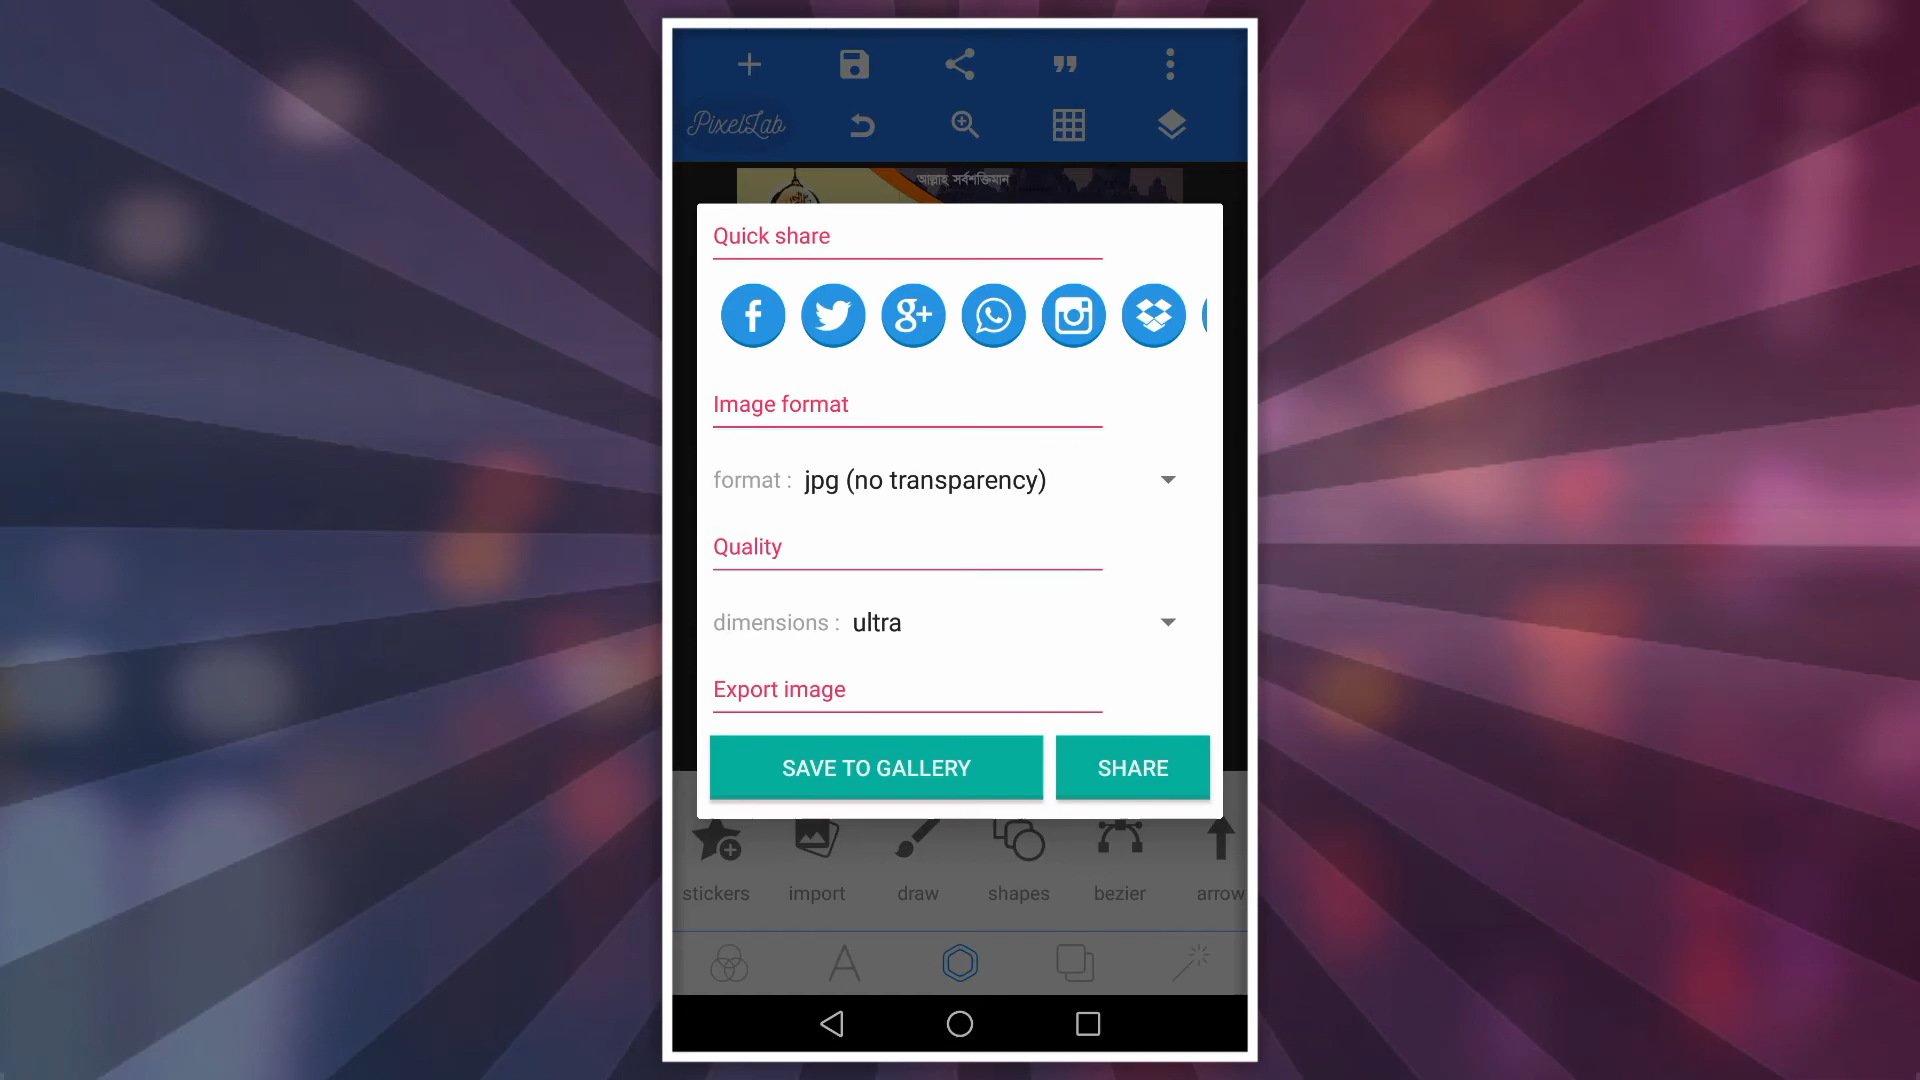 PixelLab
আল্লাহ সর্বশক্তিমান
Quick share
Image format
format : jpg (no transparency)
Quality
dimensions : ultra
Export image
SAVE TO GALLERY SHARE
stickers import draw shapes bezier arrow